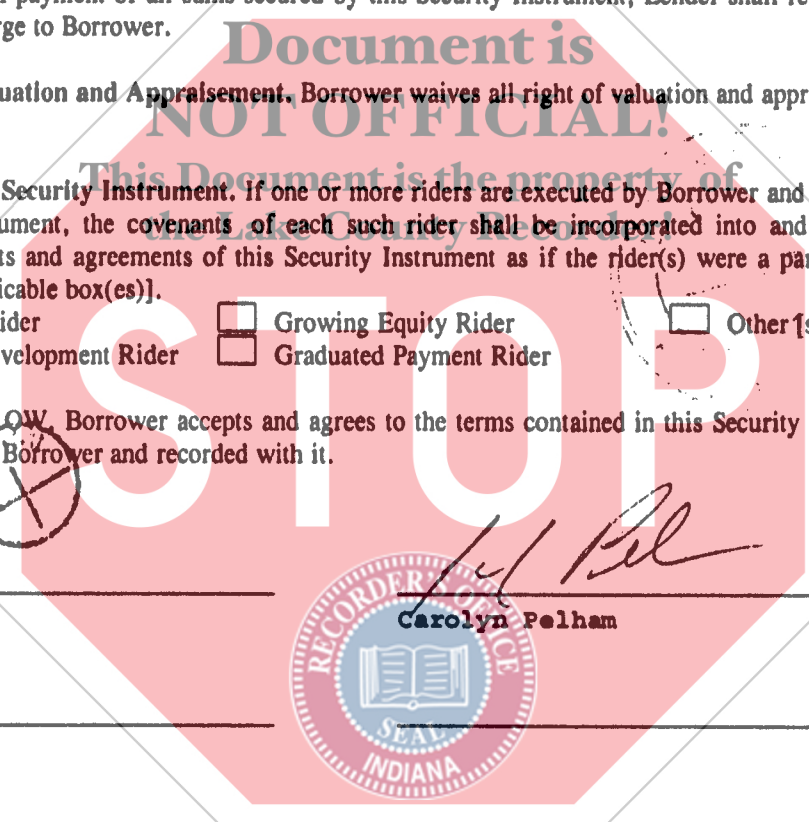 payment of all sums secured by this Security Instrument, Lender shall re
rge to Borrower.
Document is
uation and Appraisement. Borrower waives all right of valuation and appr
NOT OFFICIAL!
This Document is the property of
Security Instrument. If one or more riders are executed by Borrower and
the Lake County Recorder!
ument, the covenants of each such rider shall be incorporated into and
ts and agreements of this Security Instrument as if the rider(s) were a par
icable box(es)].
ider Growing Equity Rider Other
velopment Rider Graduated Payment Rider
STOP
OW, Borrower accepts and agrees to the terms contained in this Security
Borrower and recorded with it.
Carolyn Pelham
RECORDER'S OFFICE
SEAL
INDIANA